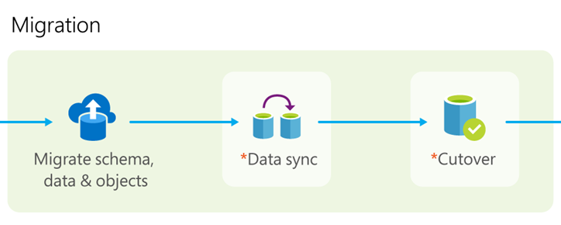 Migration
Migrate schema,
data & objects
*Data sync
*Cutover